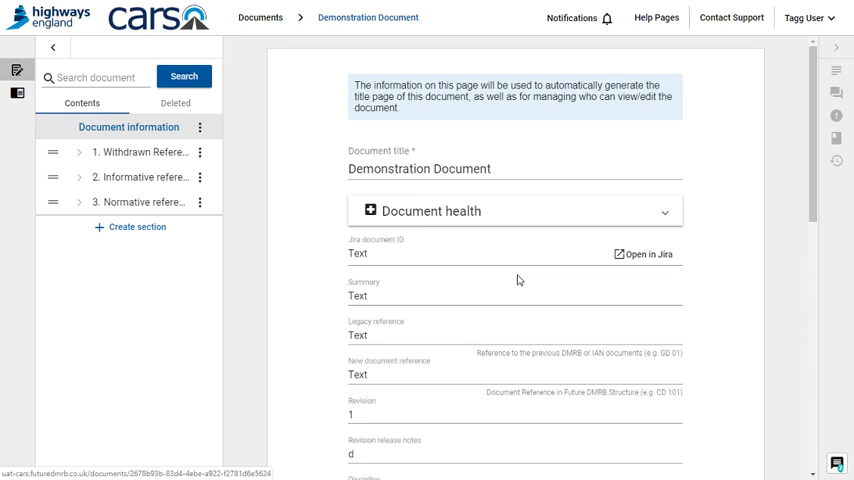 highways england
cars
Documents
Demonstration Document
Notifications
Help Pages
Contact Support
Tagg User
Search document
Search
Contents
Deleted
Document information
1. Withdrawn Refere...
2. Informative refere...
3. Normative refere...
+ Create section
The information on this page will be used to automatically generate the
title page of this document, as well as for managing who can view/edit the
document.
Document title *
Demonstration Document
Document health
Jira document ID
Text
Open in Jira
Summary
Text
Legacy reference
Text
Reference to the previous DMRB or IAN documents (e.g. GD 01)
New document reference
Text
Document Reference in Future DMRB Structure (e.g. CD 101)
Revision
1
Revision release notes
d
Discipline
uat-cars.futuredmrb.co.uk/documents/2678b93b-83d4-4ebe-a922-f2781d6e5624